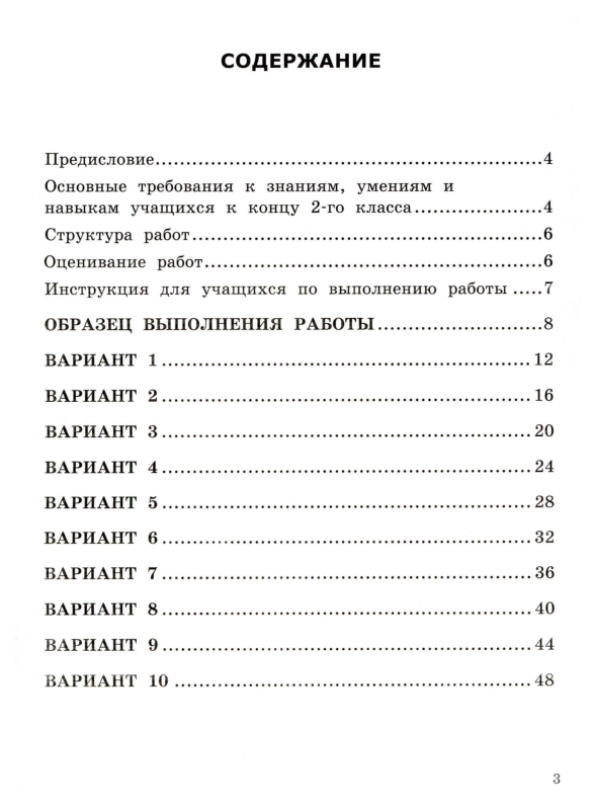 СОДЕРЖАНИЕ
Предисловие..........................................................4
Основные требования к знаниям, умениям и
навыкам учащихся к концу 2-го класса....................4
Структура работ.....................................................6
Оценивание работ...................................................6
Инструкция для учащихся по выполнению работы .....7
ОБРАЗЕЦ ВЫПОЛНЕНИЯ РАБОТЫ.........................8
ВАРИАНТ 1.........................................................12
ВАРИАНТ 2.........................................................16
ВАРИАНТ 3.........................................................20
ВАРИАНТ 4.........................................................24
ВАРИАНТ 5.........................................................28
ВАРИАНТ 6.........................................................32
ВАРИАНТ 7.........................................................36
ВАРИАНТ 8.........................................................40
ВАРИАНТ 9.........................................................44
ВАРИАНТ 10 .......................................................48
3